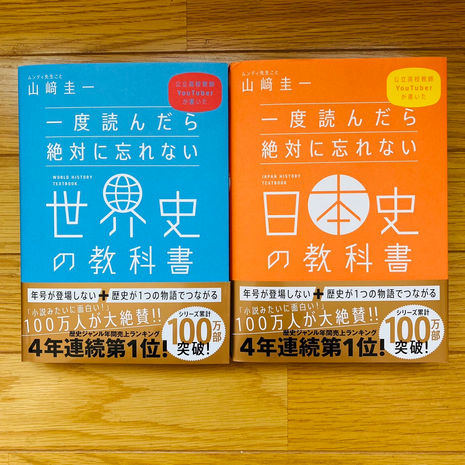 ムンディ先生こと
山﨑圭一
公立高校教師
YouTuber
が書いた
一度読んだら
絶対に忘れない
WORLD HISTORY
TEXTBOOK
世界史
の教科書
年号が登場しない+歴史が1つの物語でつながる
「小説みたいに面白い!」
100万人が大絶賛!!
歴史ジャンル年間売上ランキング
4年連続第1位!
シリーズ累計
100万部
突破!
ムンディ先生こと
山﨑圭一
公立高校教師
YouTuber
が書いた
一度読んだら
絶対に忘れない
JAPAN HISTORY
TEXTBOOK
日本史
の教科書
年号が登場しない+歴史が1つの物語でつながる
「小説みたいに面白い!」
100万人が大絶賛!!
歴史ジャンル年間売上ランキング
4年連続第1位!
シリーズ累計
100万部
突破!